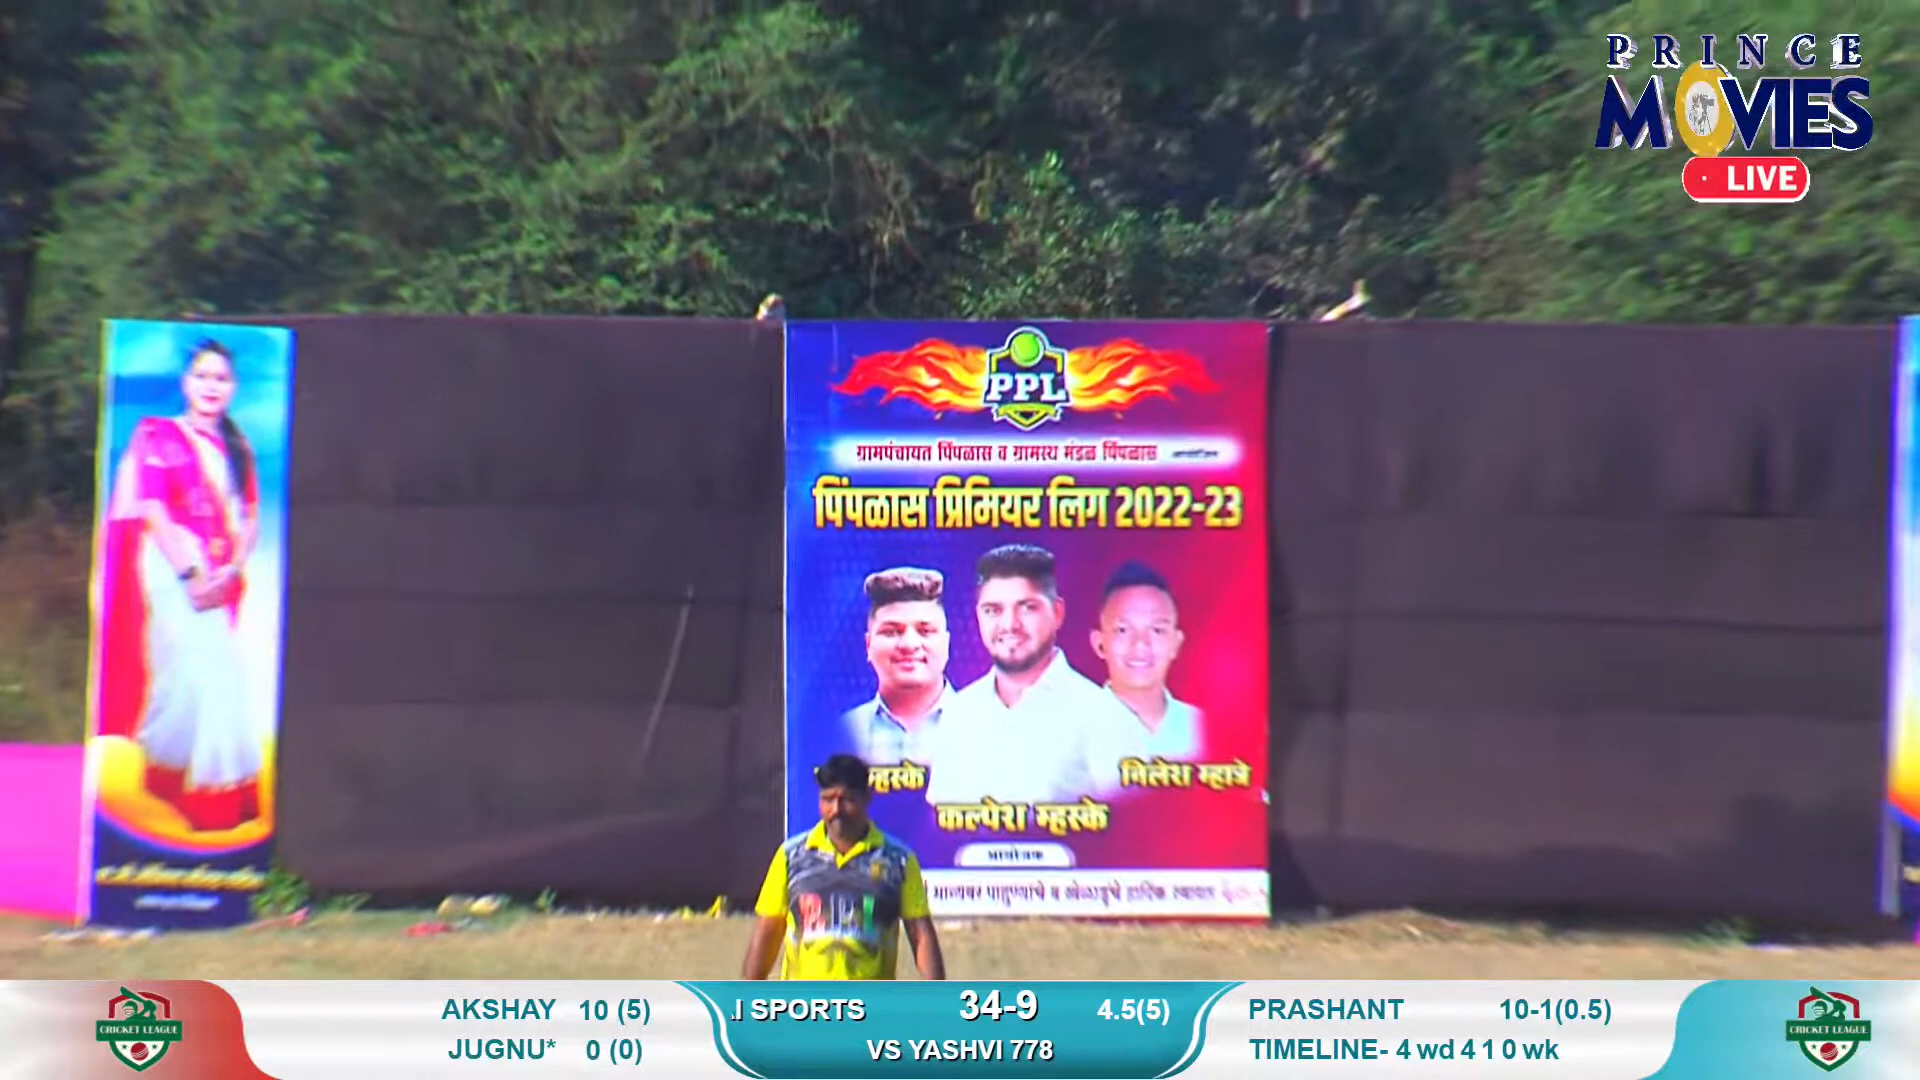 PRINCE
MOVIES
LIVE
PPL
ग्रामपंचायत पिंपळास व ग्रामस्थ मंडळ पिंपळास
पिंपळास प्रिमियर लिग 2022-23
म्हस्के
निलेश म्हात्रे
कल्पेश म्हस्के
आयोजक
CRICKET LEAGUE
AKSHAY 10 (5)
JUGNU* 0 (0)
I SPORTS 34-9 4.5(5)
VS YASHVI 778
PRASHANT 10-1(0.5)
TIMELINE- 4 wd 4 1 0 wk
CRICKET LEAGUE